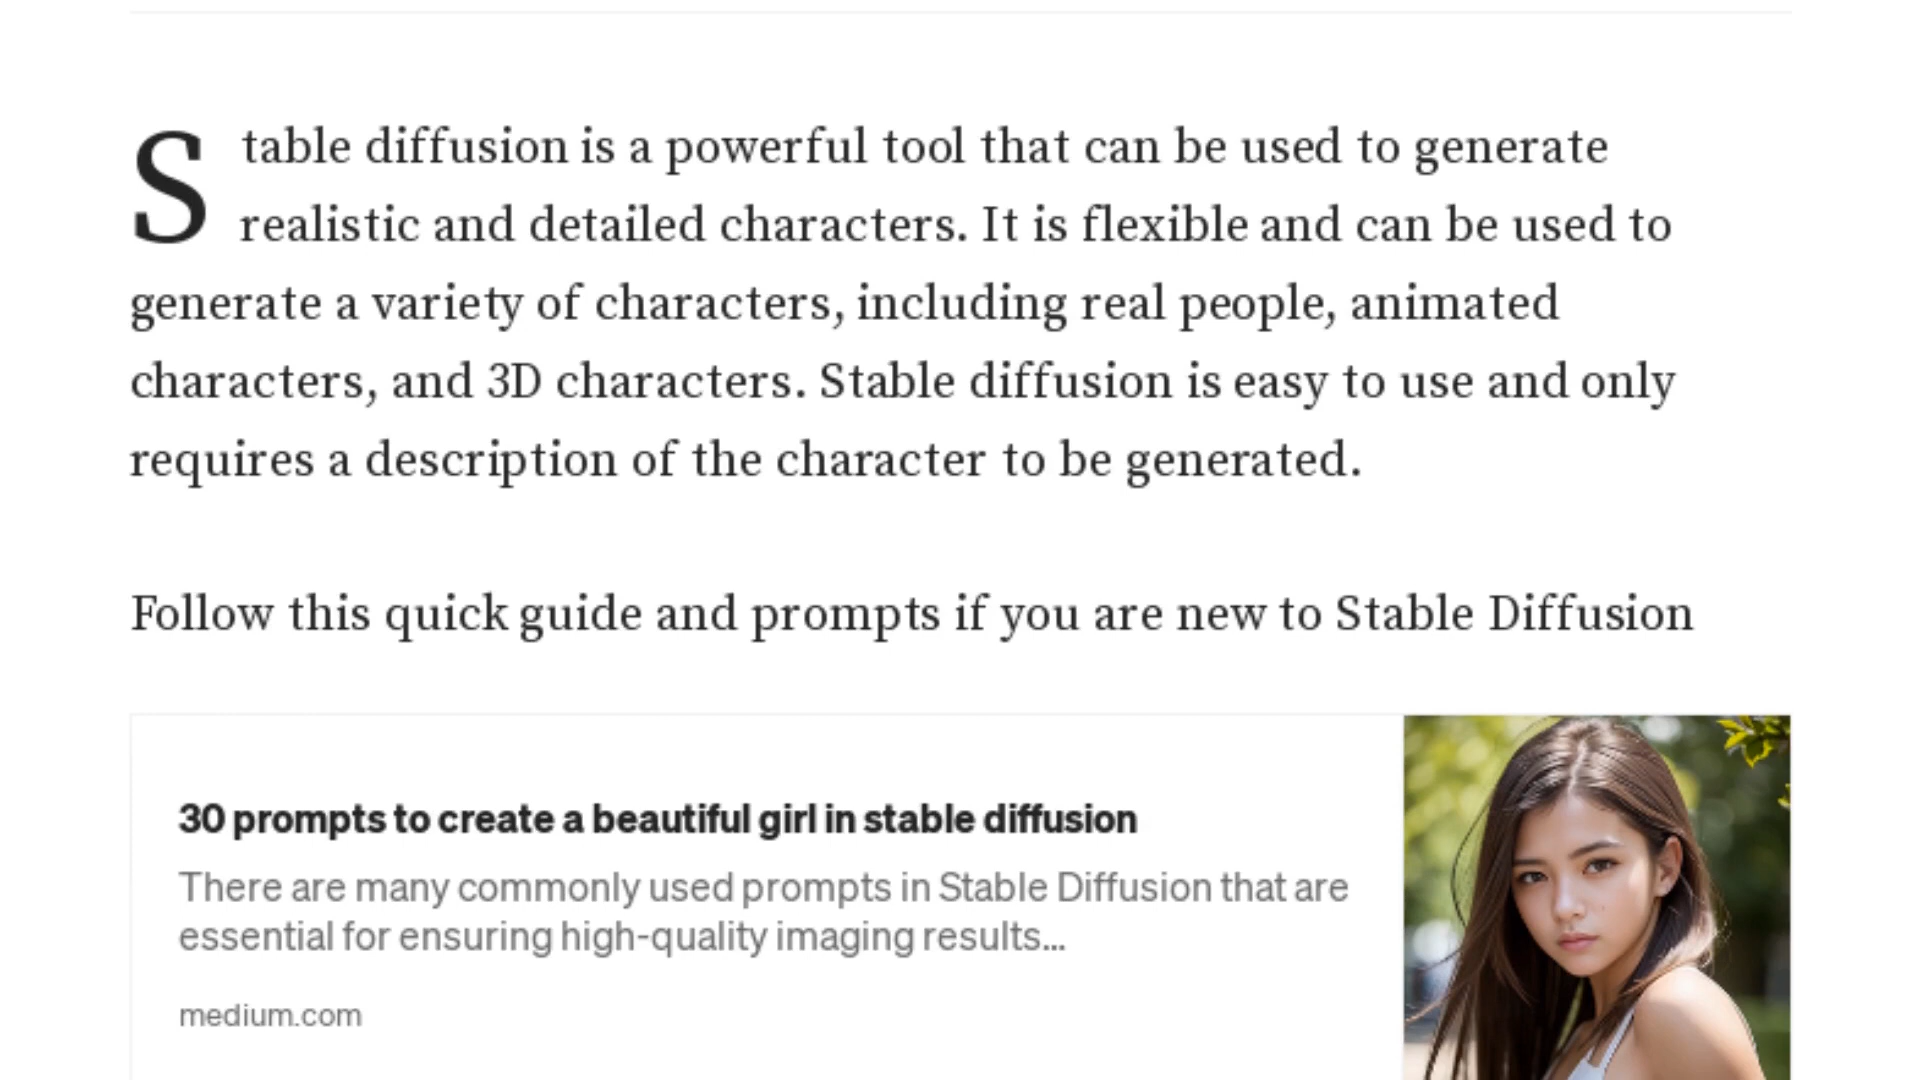 Stable diffusion is a powerful tool that can be used to generate
realistic and detailed characters. It is flexible and can be used to
generate a variety of characters, including real people, animated
characters, and 3D characters. Stable diffusion is easy to use and only
requires a description of the character to be generated.
Follow this quick guide and prompts if you are new to Stable Diffusion
30 prompts to create a beautiful girl in stable diffusion
There are many commonly used prompts in Stable Diffusion that are
essential for ensuring high-quality imaging results...
medium.com